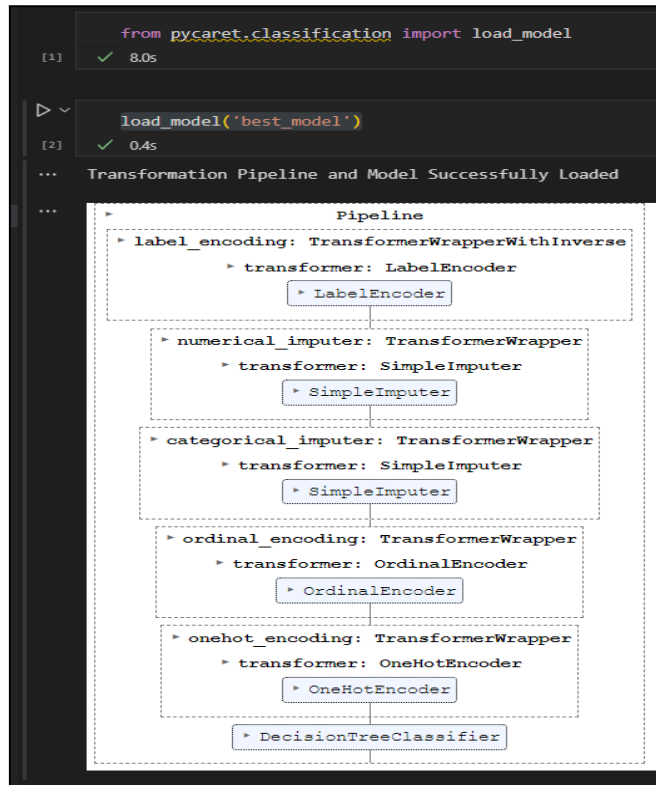 from pycaret.classification import load_model
[1] ✓ 8.0s
load_model('best_model')
[2] ✓ 0.4s
... Transformation Pipeline and Model Successfully Loaded
...
Pipeline
label_encoding: TransformerWrapperWithInverse
transformer: LabelEncoder
LabelEncoder
numerical_imputer: TransformerWrapper
transformer: SimpleImputer
SimpleImputer
categorical_imputer: TransformerWrapper
transformer: SimpleImputer
SimpleImputer
ordinal_encoding: TransformerWrapper
transformer: OrdinalEncoder
OrdinalEncoder
onehot_encoding: TransformerWrapper
transformer: OneHotEncoder
OneHotEncoder
DecisionTreeClassifier